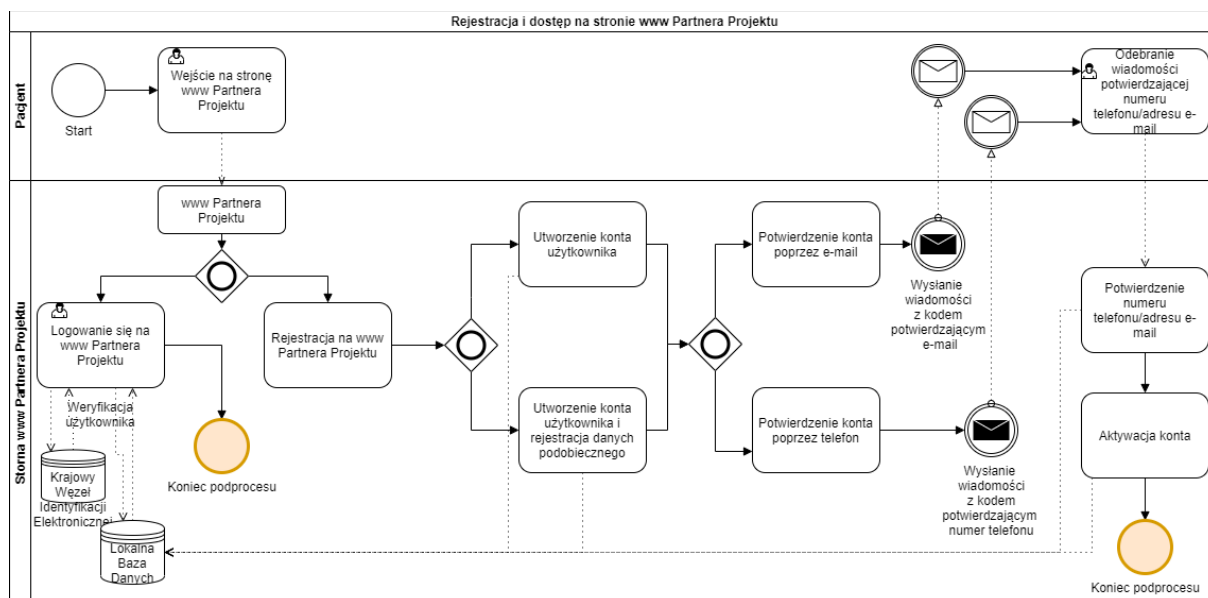 Rejestracja i dostęp na stronie www Partnera Projektu
Pacjent
Start
Wejście na stronę
www Partnera
Projektu
Odebranie
wiadomości
potwierdzającej
numeru
telefonu/adresu e-
mail
Storna www Partnera Projektu
www Partnera
Projektu
Logowanie się na
www Partnera
Projektu
Rejestracja na www
Partnera Projektu
Weryfikacja
użytkownika
Krajowy
Węzeł
Identyfikacji
Elektronicznej
Lokalna
Baza
Danych
Koniec podprocesu
Utworzenie konta
użytkownika
Utworzenie konta
użytkownika i
rejestracja danych
podobiecznego
Potwierdzenie konta
poprzez e-mail
Potwierdzenie konta
poprzez telefon
Wysłanie
wiadomości
z kodem
potwierdzającym
e-mail
Wysłanie
wiadomości
z kodem
potwierdzającym
numer telefonu
Potwierdzenie
numeru
telefonu/adresu e-
mail
Aktywacja konta
Koniec podprocesu